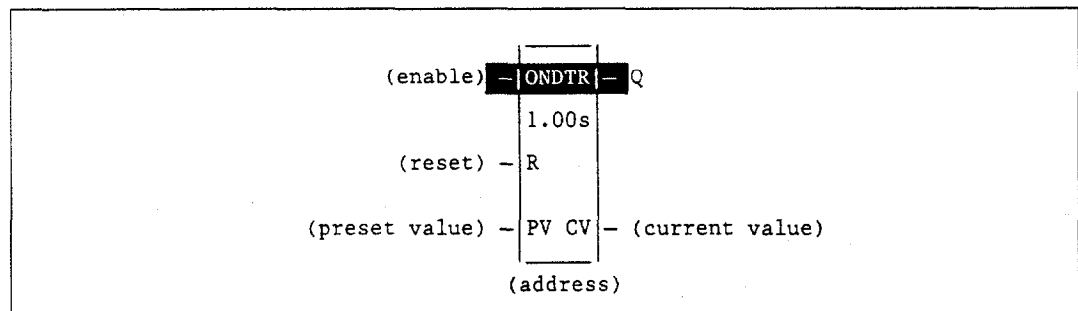 (enable) –|ONDTR|– Q
1.00s
(reset) –|R
(preset value) –|PV CV|– (current value)
(address)